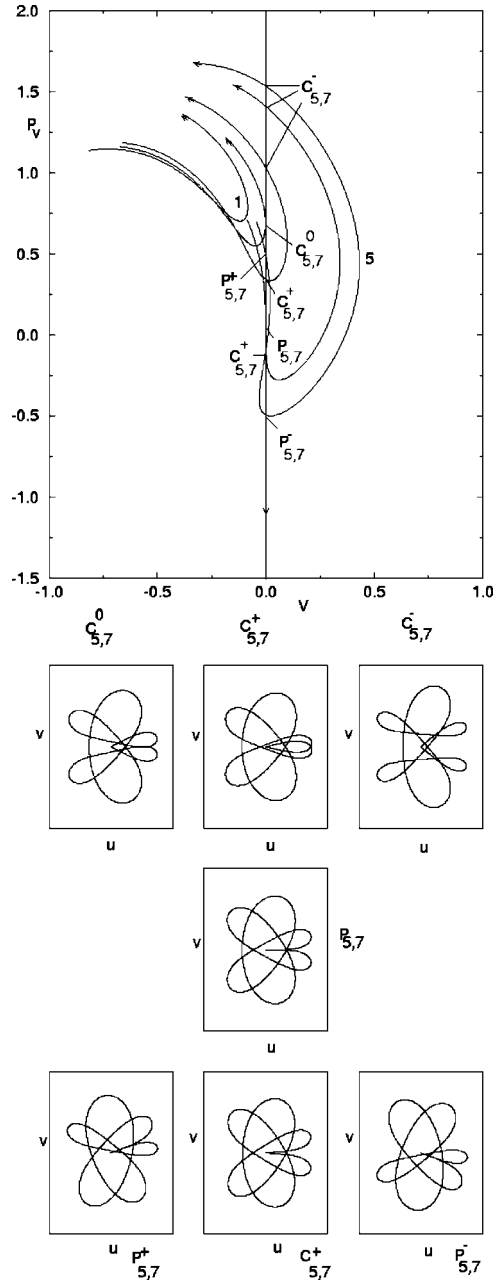 2.0
1.5
P_v
1.0
0.5
0.0
-0.5
-1.0
-1.5
C^-_5,7
1
C^0_5,7
5
P^+_5,7
C^+_5,7
P_5,7
C^+_5,7
P^-_5,7
-1.0 -0.5 0.0 0.5 1.0
V
C^0_5,7 C^+_5,7 C^-_5,7
v v v
u u u
v P_5,7
u
v v v
u P^+_5,7 u C^+_5,7 u P^-_5,7